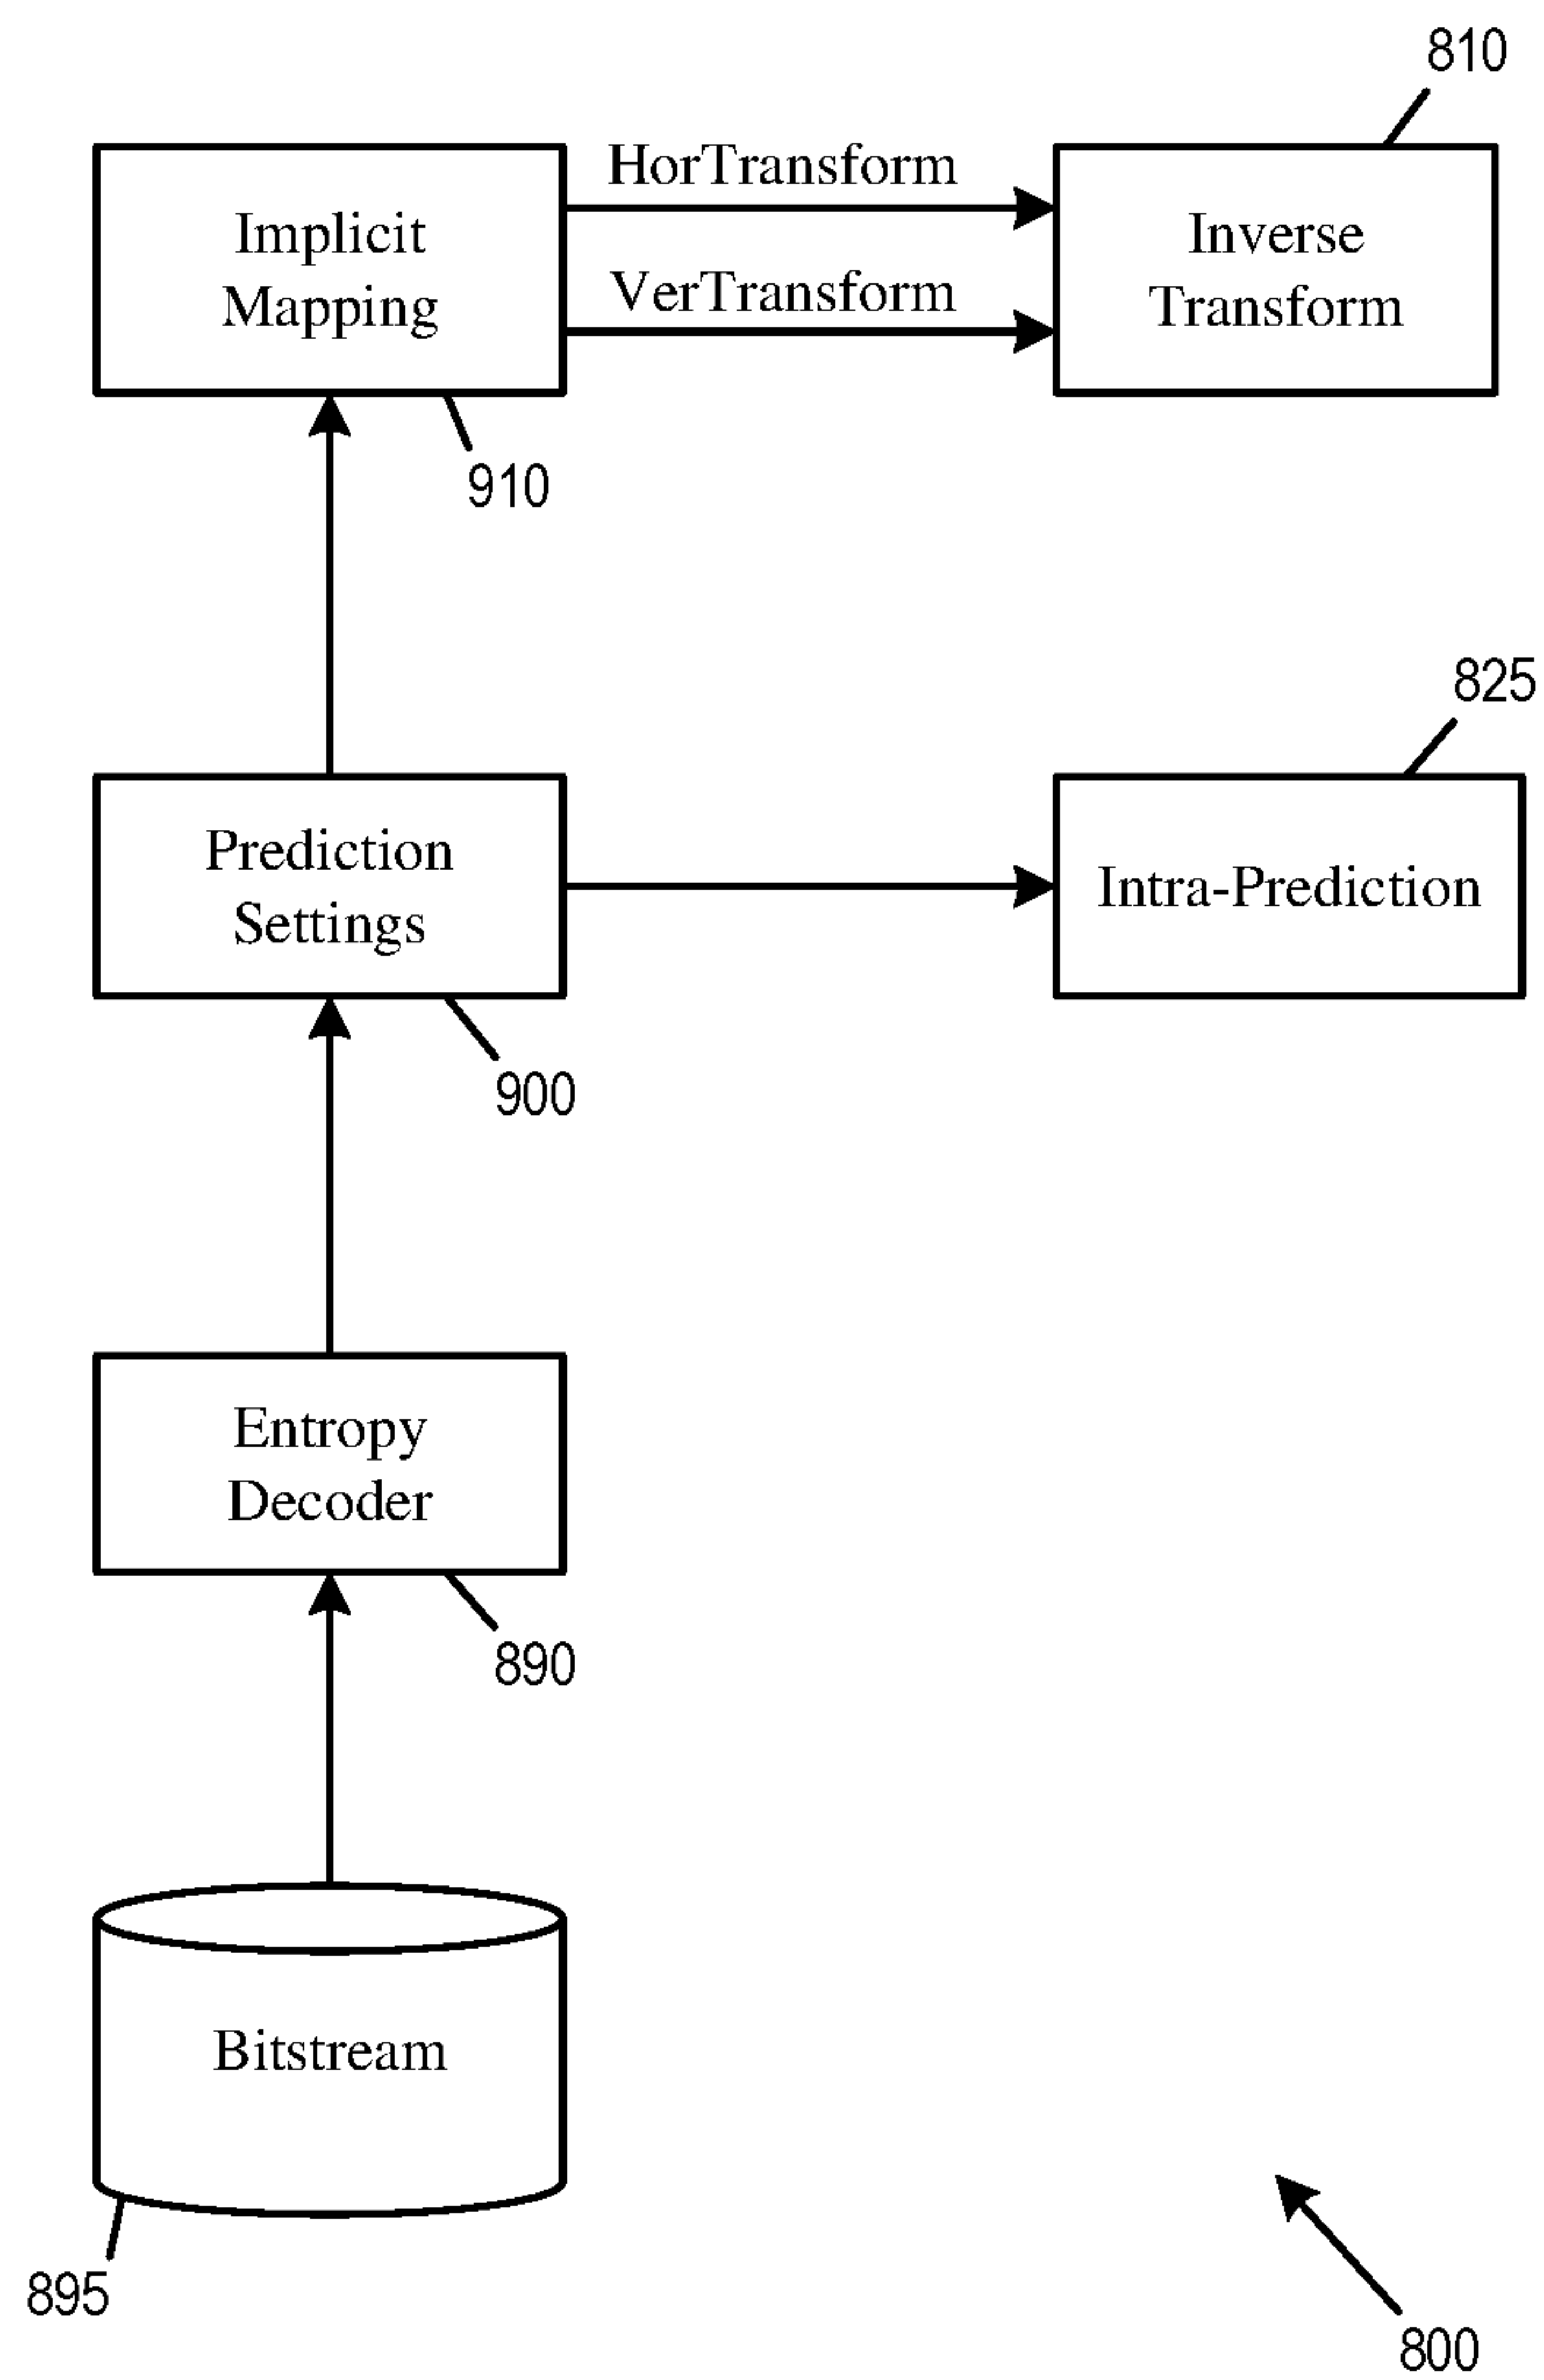 810
HorTransform
Implicit
Mapping
VerTransform
Inverse
Transform
910
825
Prediction
Settings
Intra-Prediction
900
Entropy
Decoder
890
Bitstream
895
800